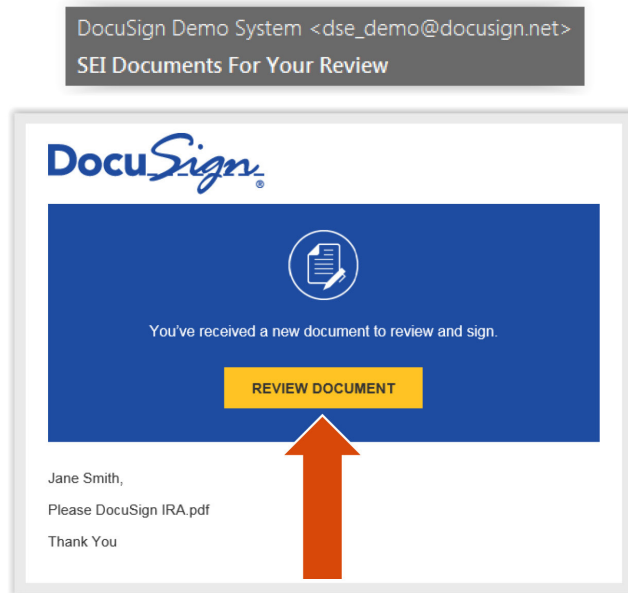 DocuSign Demo System <dse_demo@docusign.net>
SEI Documents For Your Review
DocuSign®
You've received a new document to review and sign.
REVIEW DOCUMENT
Jane Smith,
Please DocuSign IRA.pdf
Thank You